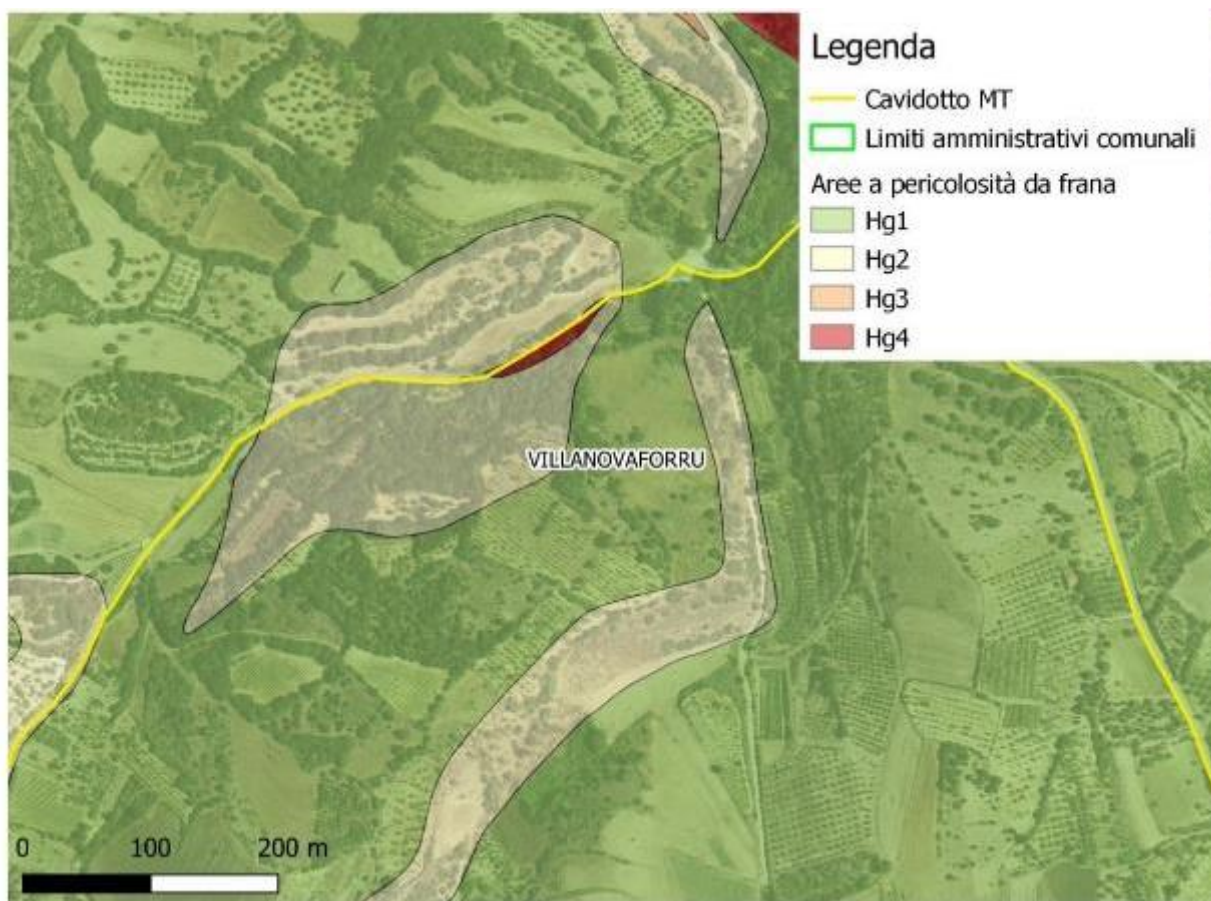 Legenda
Cavidotto MT
Limiti amministrativi comunali
Aree a pericolosità da frana
Hg1
Hg2
Hg3
Hg4
VILLANOVAFORRU
0 100 200 m